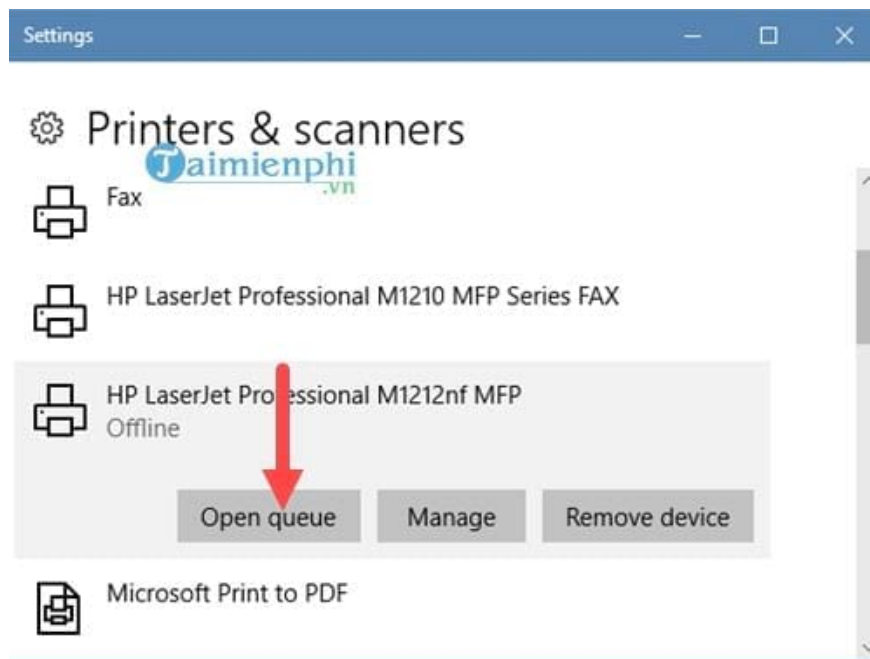 Settings
Printers & scanners
Taimienphi
.vn
Fax
HP LaserJet Professional M1210 MFP Series FAX
HP LaserJet Professional M1212nf MFP
Offline
Open queue Manage Remove device
Microsoft Print to PDF